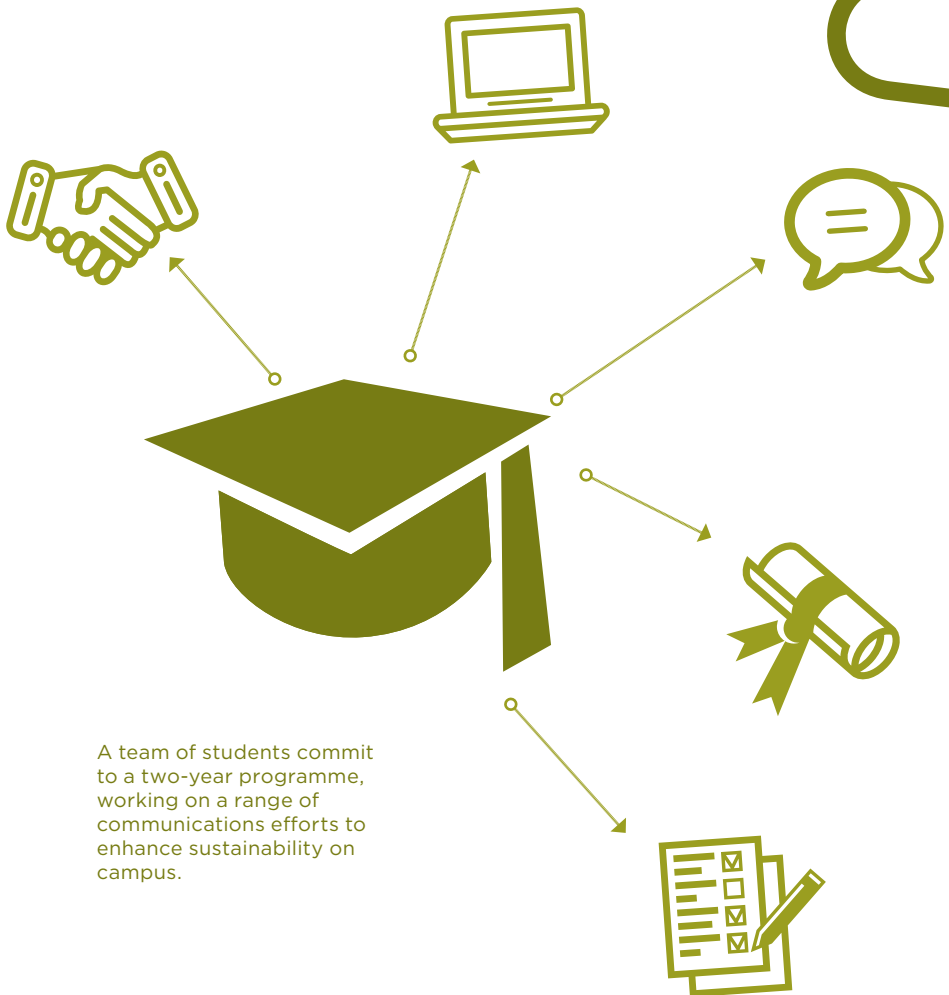 A team of students commit
to a two-year programme,
working on a range of
communications efforts to
enhance sustainability on
campus.